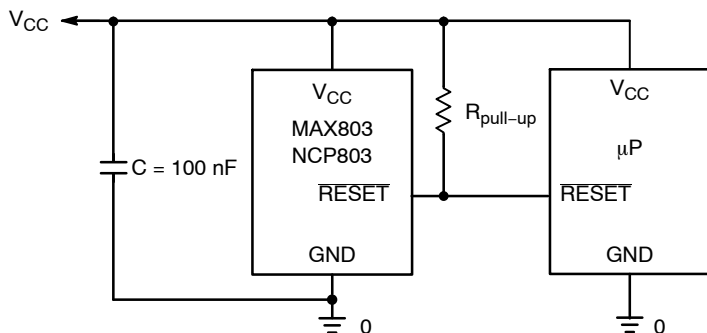 VCC
VCC
MAX803
NCP803
RESET
GND
C = 100 nF
Rpull–up
VCC
μP
RESET
GND
0
0